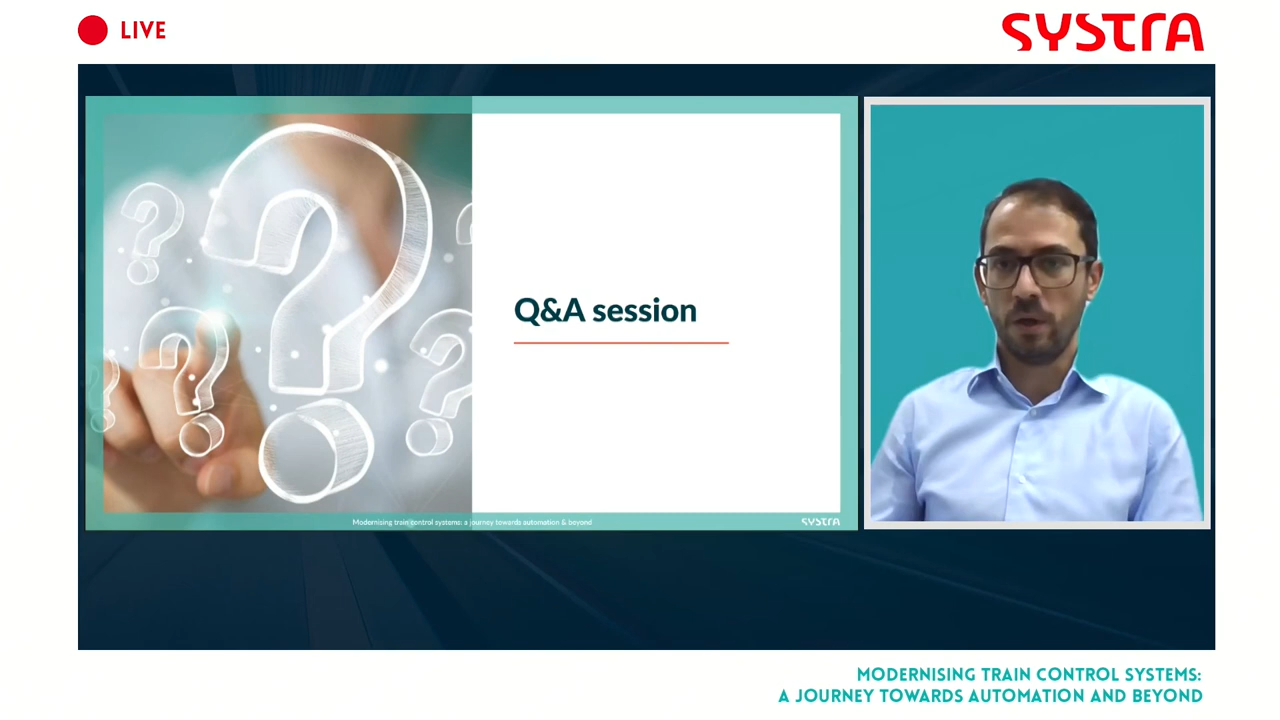 LIVE
SYSTRA
Q&A session
Modernising train control systems: a journey towards automation & beyond
SYSTRA
MODERNISING TRAIN CONTROL SYSTEMS:
A JOURNEY TOWARDS AUTOMATION AND BEYOND